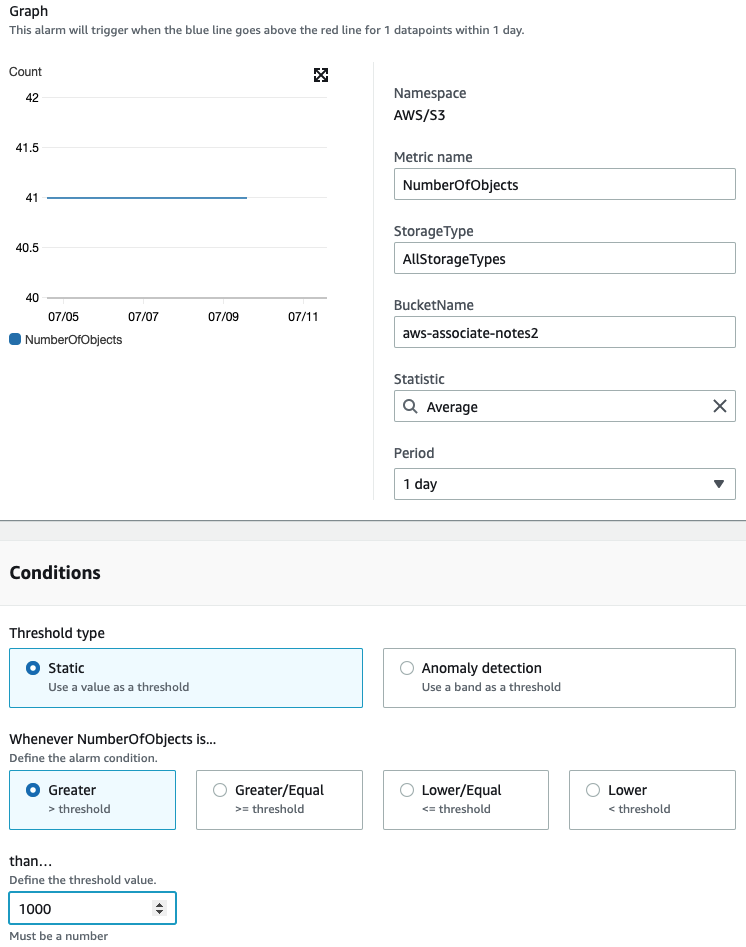 Graph
This alarm will trigger when the blue line goes above the red line for 1 datapoints within 1 day.
Count
42
41.5
41
40.5
40
07/05 07/07 07/09 07/11
NumberOfObjects
Namespace
AWS/S3
Metric name
NumberOfObjects
StorageType
AllStorageTypes
BucketName
aws-associate-notes2
Statistic
Average
Period
1 day
Conditions
Threshold type
Static
Use a value as a threshold
Anomaly detection
Use a band as a threshold
Whenever NumberOfObjects is...
Define the alarm condition.
Greater
> threshold
Greater/Equal
>= threshold
Lower/Equal
<= threshold
Lower
< threshold
than...
Define the threshold value.
1000
Must be a number